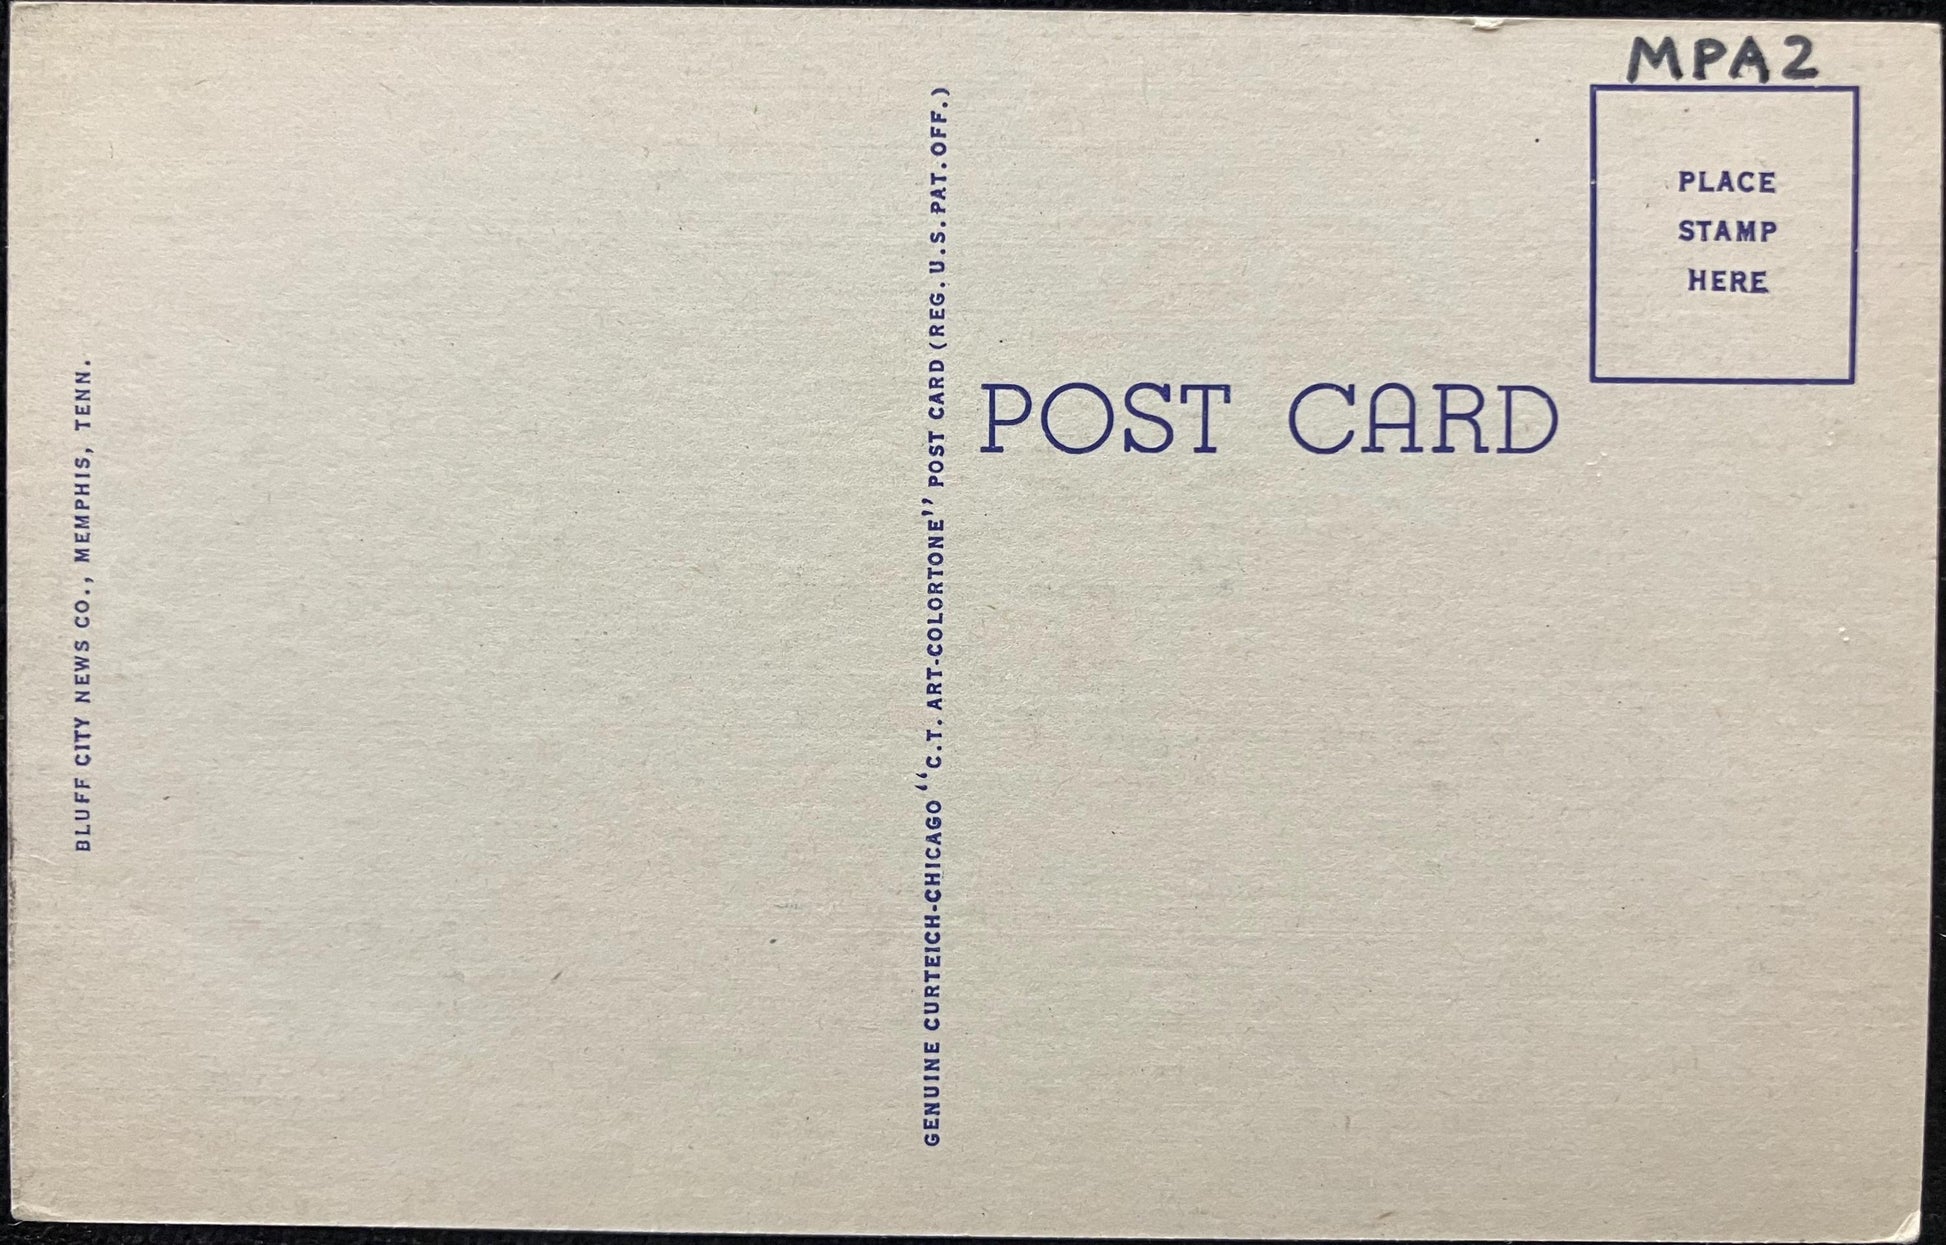 MPA2
PLACE
STAMP
HERE
POST CARD
BLUFF CITY NEWS CO., MEMPHIS, TENN.
GENUINE CURTEICH-CHICAGO "C.T. ART-COLORTONE" POST CARD (REG. U.S. PAT. OFF.)